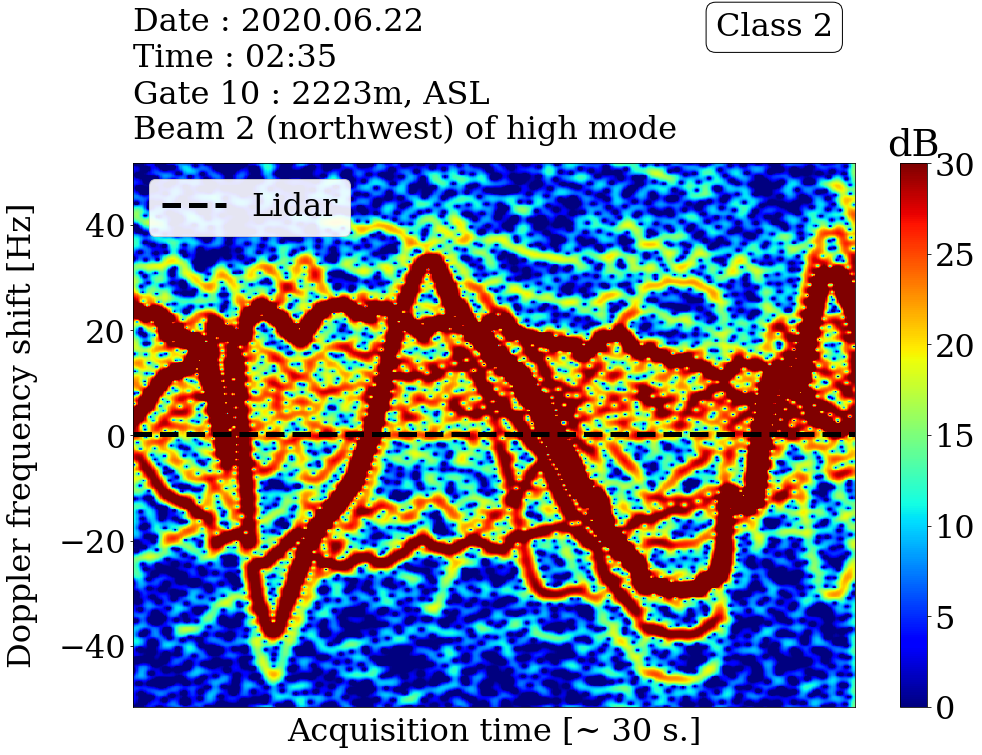 Date : 2020.06.22
Time : 02:35
Gate 10 : 2223m, ASL
Beam 2 (northwest) of high mode
Class 2
dB
Lidar
Doppler frequency shift [Hz]
40
20
0
−20
−40
30
25
20
15
10
5
0
Acquisition time [~ 30 s.]